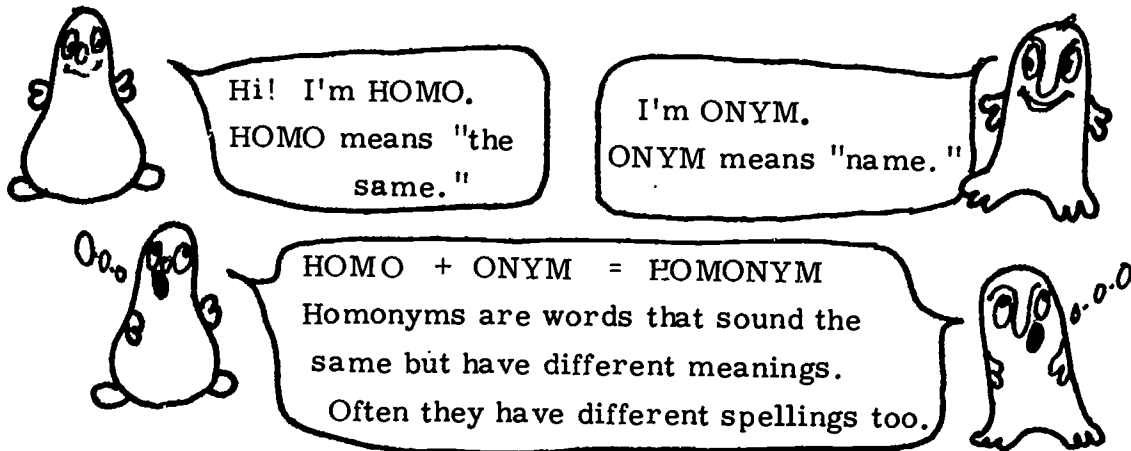 Hi! I'm HOMO.
HOMO means "the
same."
I'm ONYM.
ONYM means "name."
HOMO + ONYM = HOMONYM
Homonyms are words that sound the
same but have different meanings.
Often they have different spellings too.